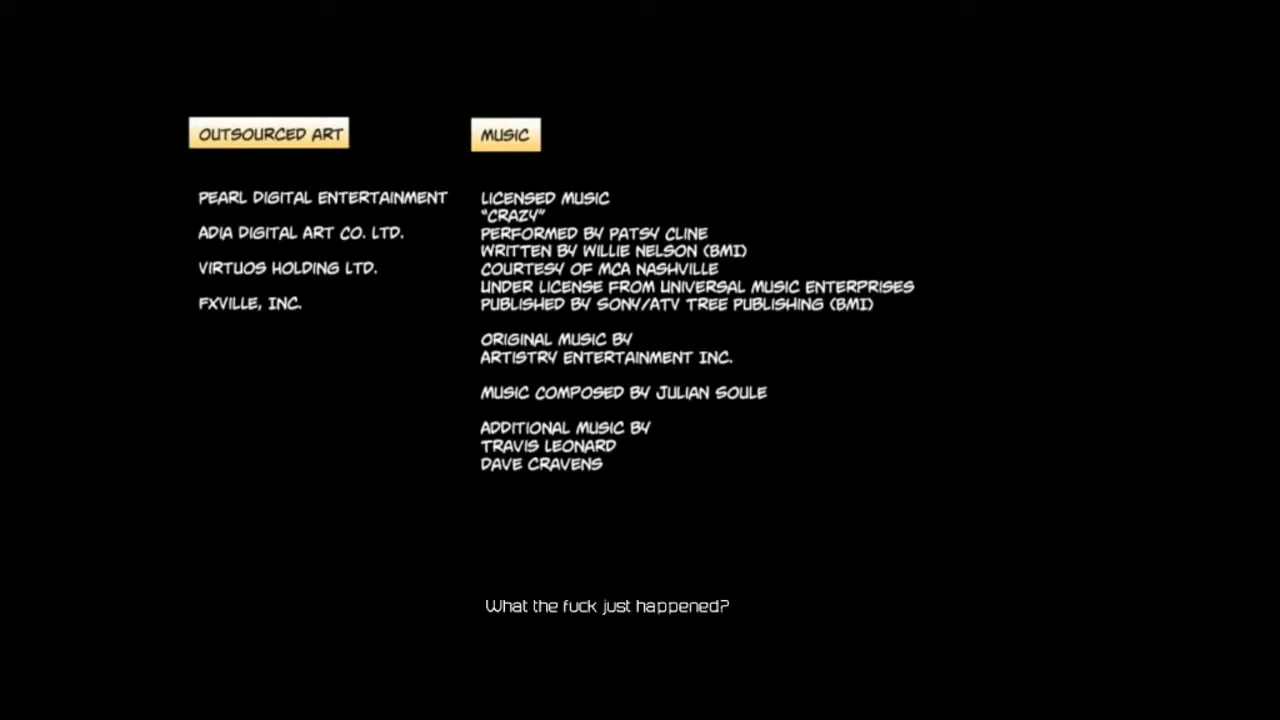 OUTSOURCED ART
PEARL DIGITAL ENTERTAINMENT
ADIA DIGITAL ART CO. LTD.
VIRTUOS HOLDING LTD.
FXVILLE, INC.
MUSIC
LICENSED MUSIC
"CRAZY"
PERFORMED BY PATSY CLINE
WRITTEN BY WILLIE NELSON (BMI)
COURTESY OF MCA NASHVILLE
UNDER LICENSE FROM UNIVERSAL MUSIC ENTERPRISES
PUBLISHED BY SONY/ATV TREE PUBLISHING (BMI)
ORIGINAL MUSIC BY
ARTISTRY ENTERTAINMENT INC.
MUSIC COMPOSED BY JULIAN SOULE
ADDITIONAL MUSIC BY
TRAVIS LEONARD
DAVE CRAVENS
What the fuck just happened?